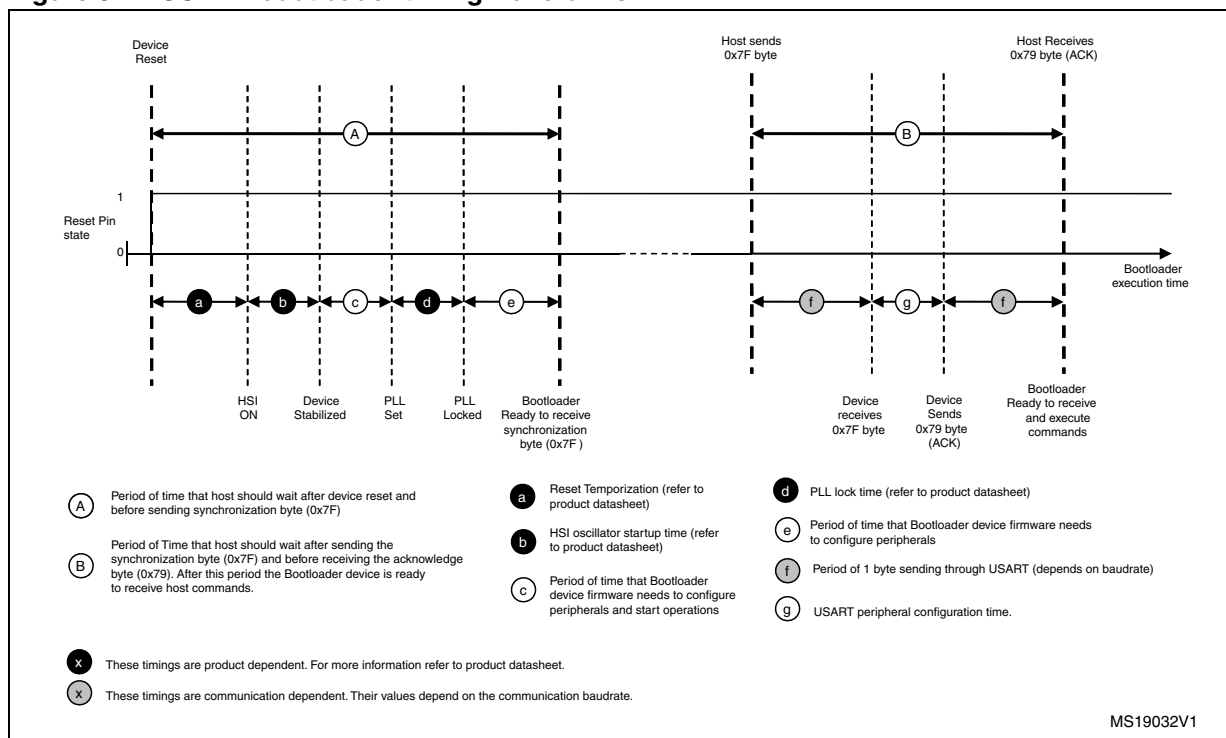 Device
Reset
Host sends
0x7F byte
Host Receives
0x79 byte (ACK)
A
B
1
Reset Pin
state
0
Bootloader
execution time
a
b
c
d
e
f
g
f
HSI
ON
Device
Stabilized
PLL
Set
PLL
Locked
Bootloader
Ready to receive
synchronization
byte (0x7F )
Device
receives
0x7F byte
Device
Sends
0x79 byte
(ACK)
Bootloader
Ready to receive
and execute
commands
A
Period of time that host should wait after device reset and
before sending synchronization byte (0x7F)
B
Period of Time that host should wait after sending the
synchronization byte (0x7F) and before receiving the acknowledge
byte (0x79). After this period the Bootloader device is ready
to receive host commands.
a
Reset Temporization (refer to
product datasheet)
b
HSI oscillator startup time (refer
to product datasheet)
c
Period of time that Bootloader
device firmware needs to configure
peripherals and start operations
d
PLL lock time (refer to product datasheet)
e
Period of time that Bootloader device firmware needs
to configure peripherals
f
Period of 1 byte sending through USART (depends on baudrate)
g
USART peripheral configuration time.
x
These timings are product dependent. For more information refer to product datasheet.
x
These timings are communication dependent. Their values depend on the communication baudrate.
MS19032V1